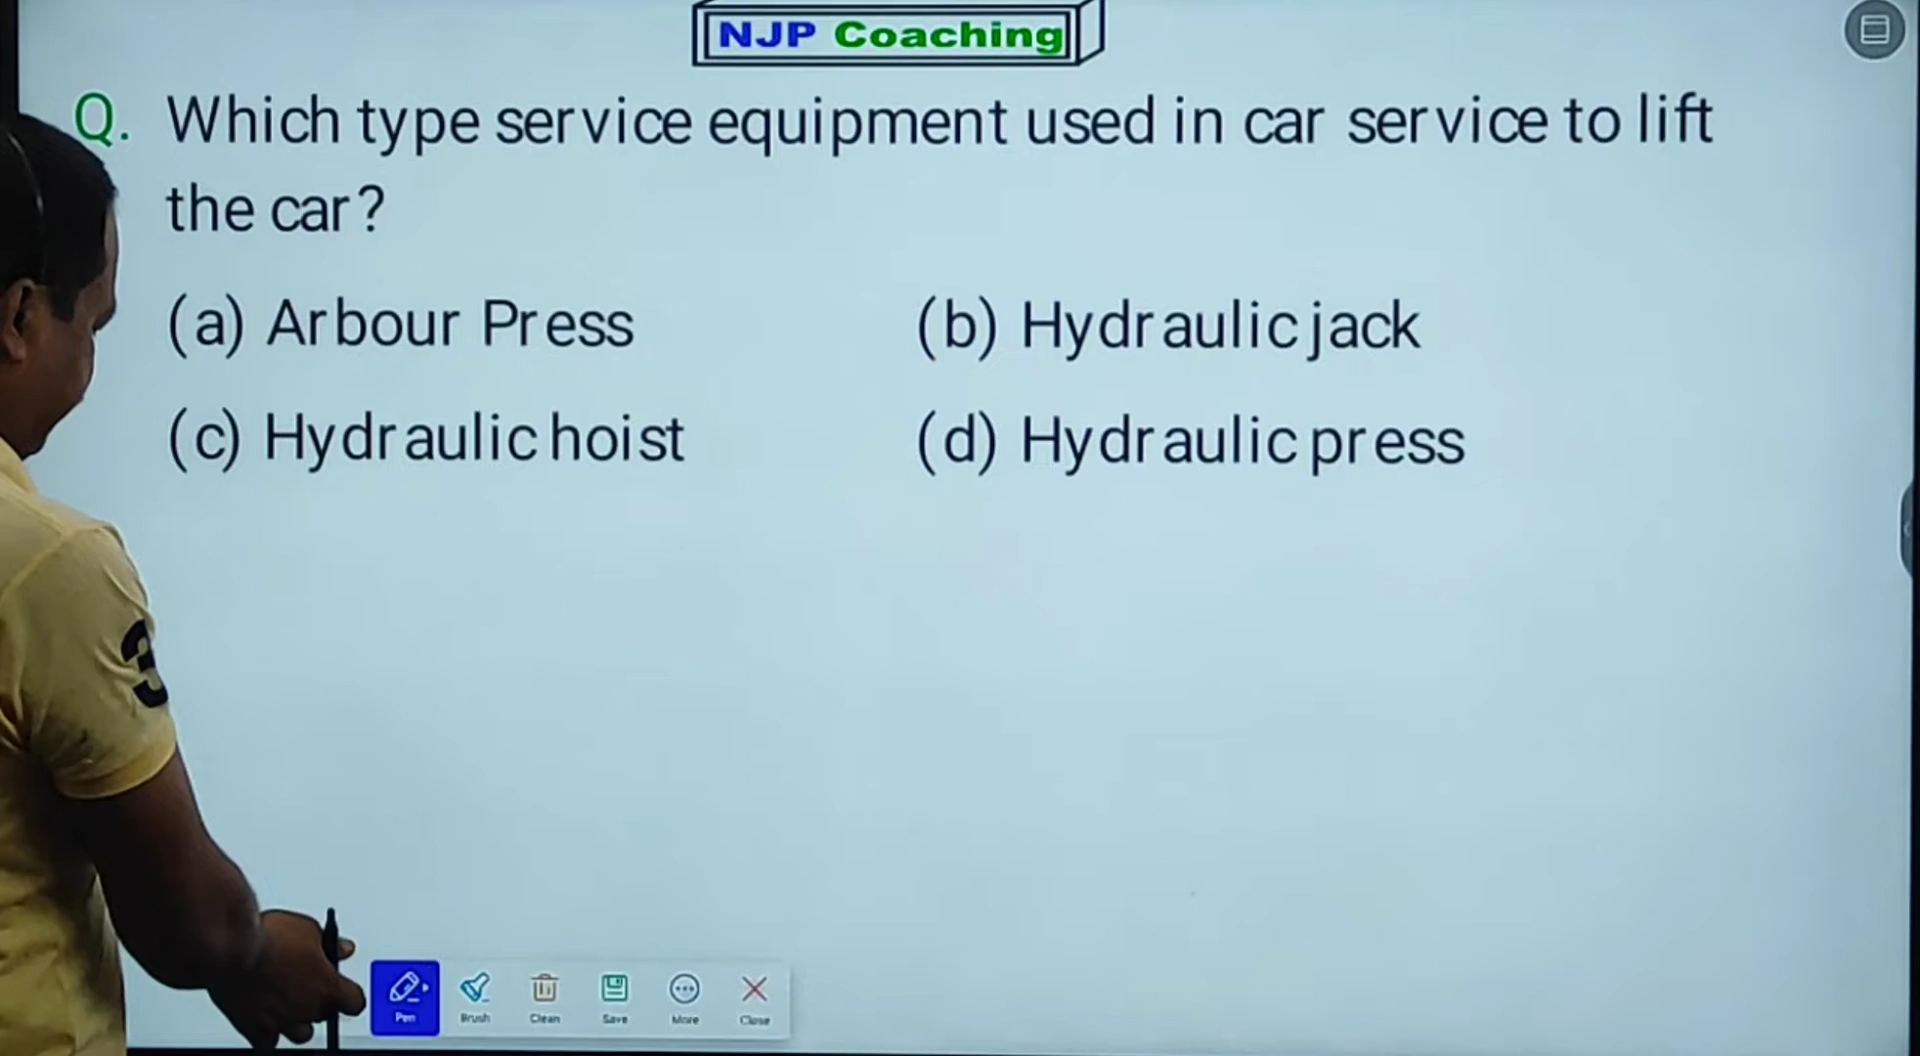 NJP Coaching
Q. Which type service equipment used in car service to lift
the car?
(a) Arbour Press (b) Hydraulic jack
(c) Hydraulic hoist (d) Hydraulic press
3
Pen Brush Clean Save More Close